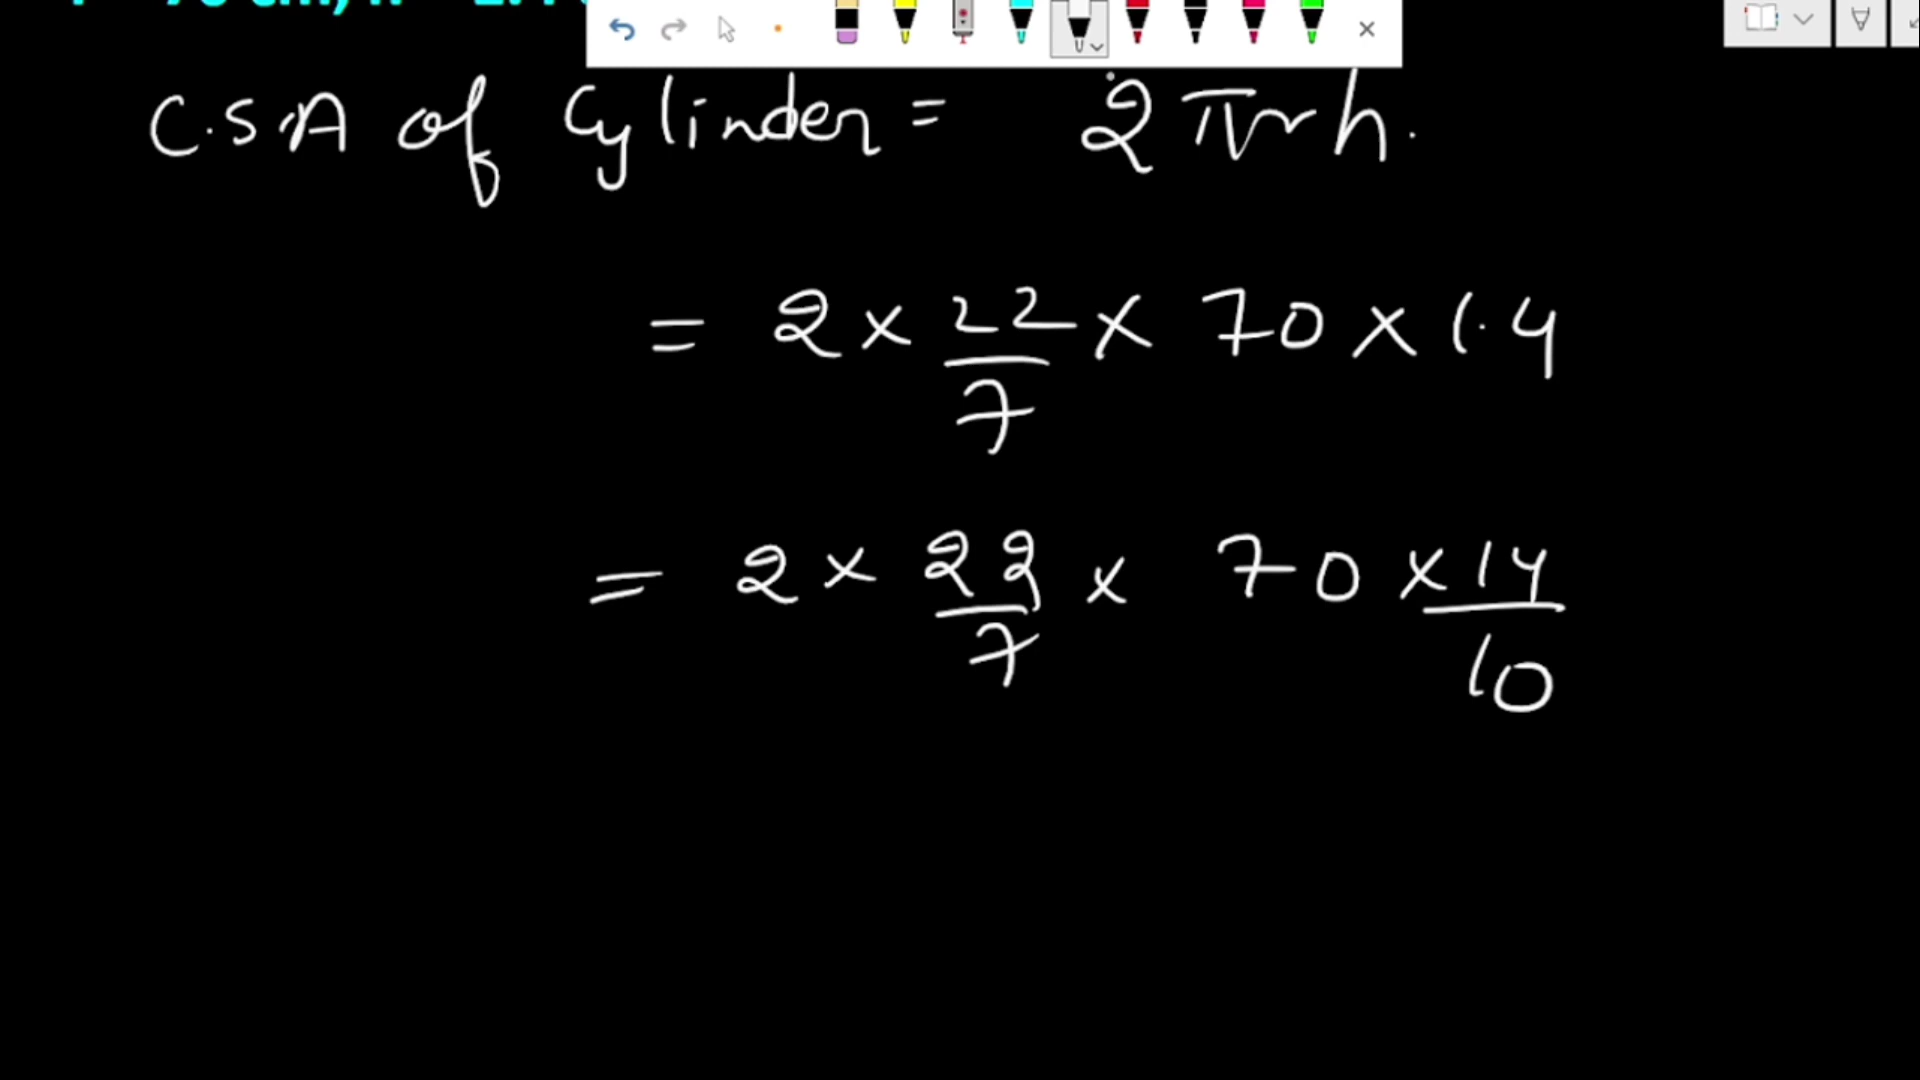 C.S.A of Cylinder = 2πrh.
= 2 × 22/7 × 70 × 1.4
= 2 × 22/7 × 70 × 14/10